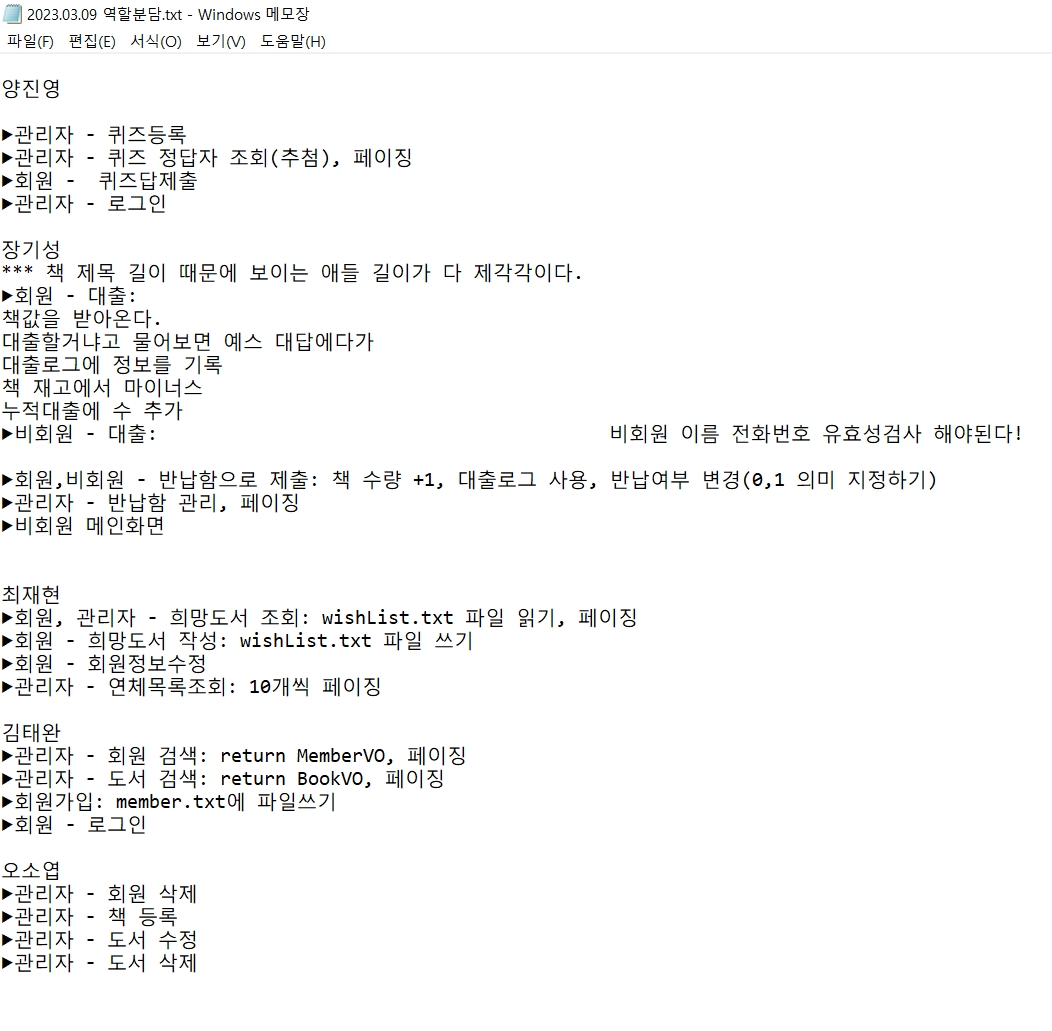 2023.03.09 역할분담.txt - Windows 메모장
파일(F) 편집(E) 서식(O) 보기(V) 도움말(H)
양진영
▶관리자 - 퀴즈등록
▶관리자 - 퀴즈 정답자 조회(추첨), 페이징
▶회원 -  퀴즈답제출
▶관리자 - 로그인
장기성
*** 책 제목 길이 때문에 보이는 애들 길이가 다 제각각이다.
▶회원 - 대출:
책값을 받아온다.
대출할거냐고 물어보면 예스 대답에다가
대출로그에 정보를 기록
책 재고에서 마이너스
누적대출에 수 추가
▶비회원 - 대출: 비회원 이름 전화번호 유효성검사 해야된다!
▶회원,비회원 - 반납함으로 제출: 책 수량 +1, 대출로그 사용, 반납여부 변경(0,1 의미 지정하기)
▶관리자 - 반납함 관리, 페이징
▶비회원 메인화면
최재현
▶회원, 관리자 - 희망도서 조회: wishList.txt 파일 읽기, 페이징
▶회원 - 희망도서 작성: wishList.txt 파일 쓰기
▶회원 - 회원정보수정
▶관리자 - 연체목록조회: 10개씩 페이징
김태완
▶관리자 - 회원 검색: return MemberVO, 페이징
▶관리자 - 도서 검색: return BookVO, 페이징
▶회원가입: member.txt에 파일쓰기
▶회원 - 로그인
오소엽
▶관리자 - 회원 삭제
▶관리자 - 책 등록
▶관리자 - 도서 수정
▶관리자 - 도서 삭제